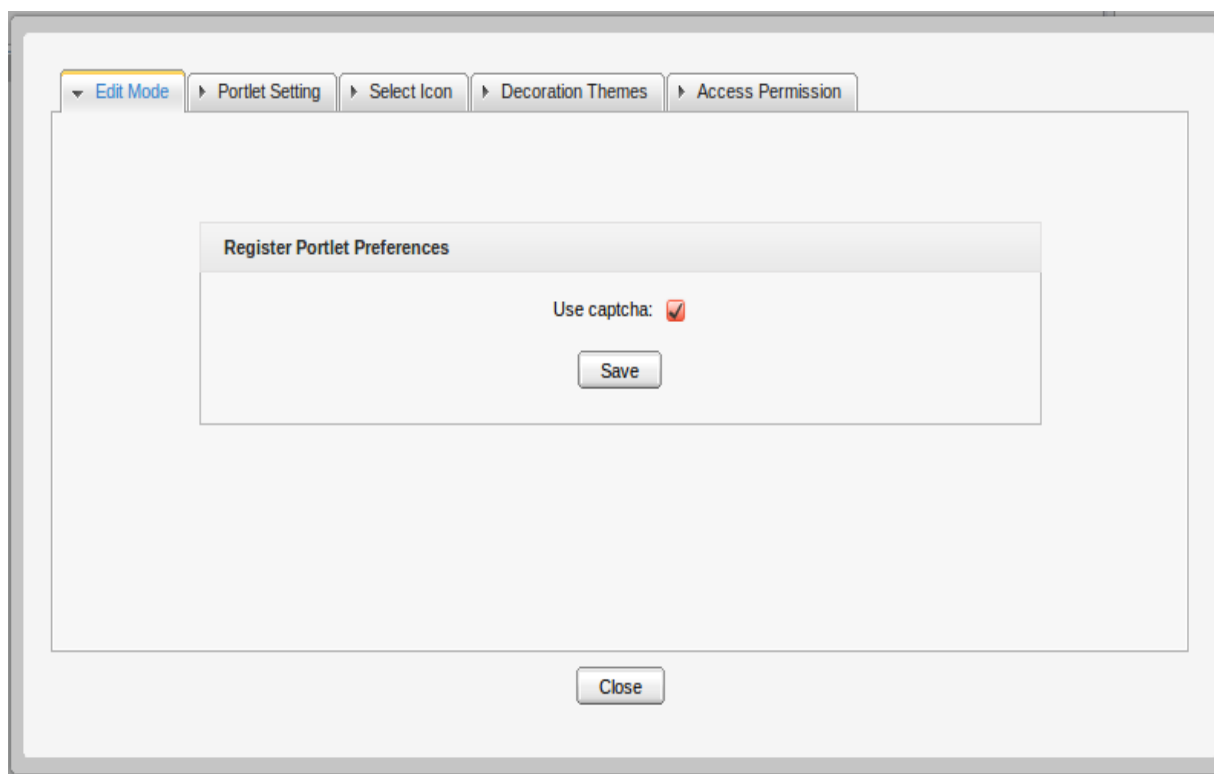 Edit Mode Portlet Setting Select Icon Decoration Themes Access Permission
Register Portlet Preferences
Use captcha:
Save
Close